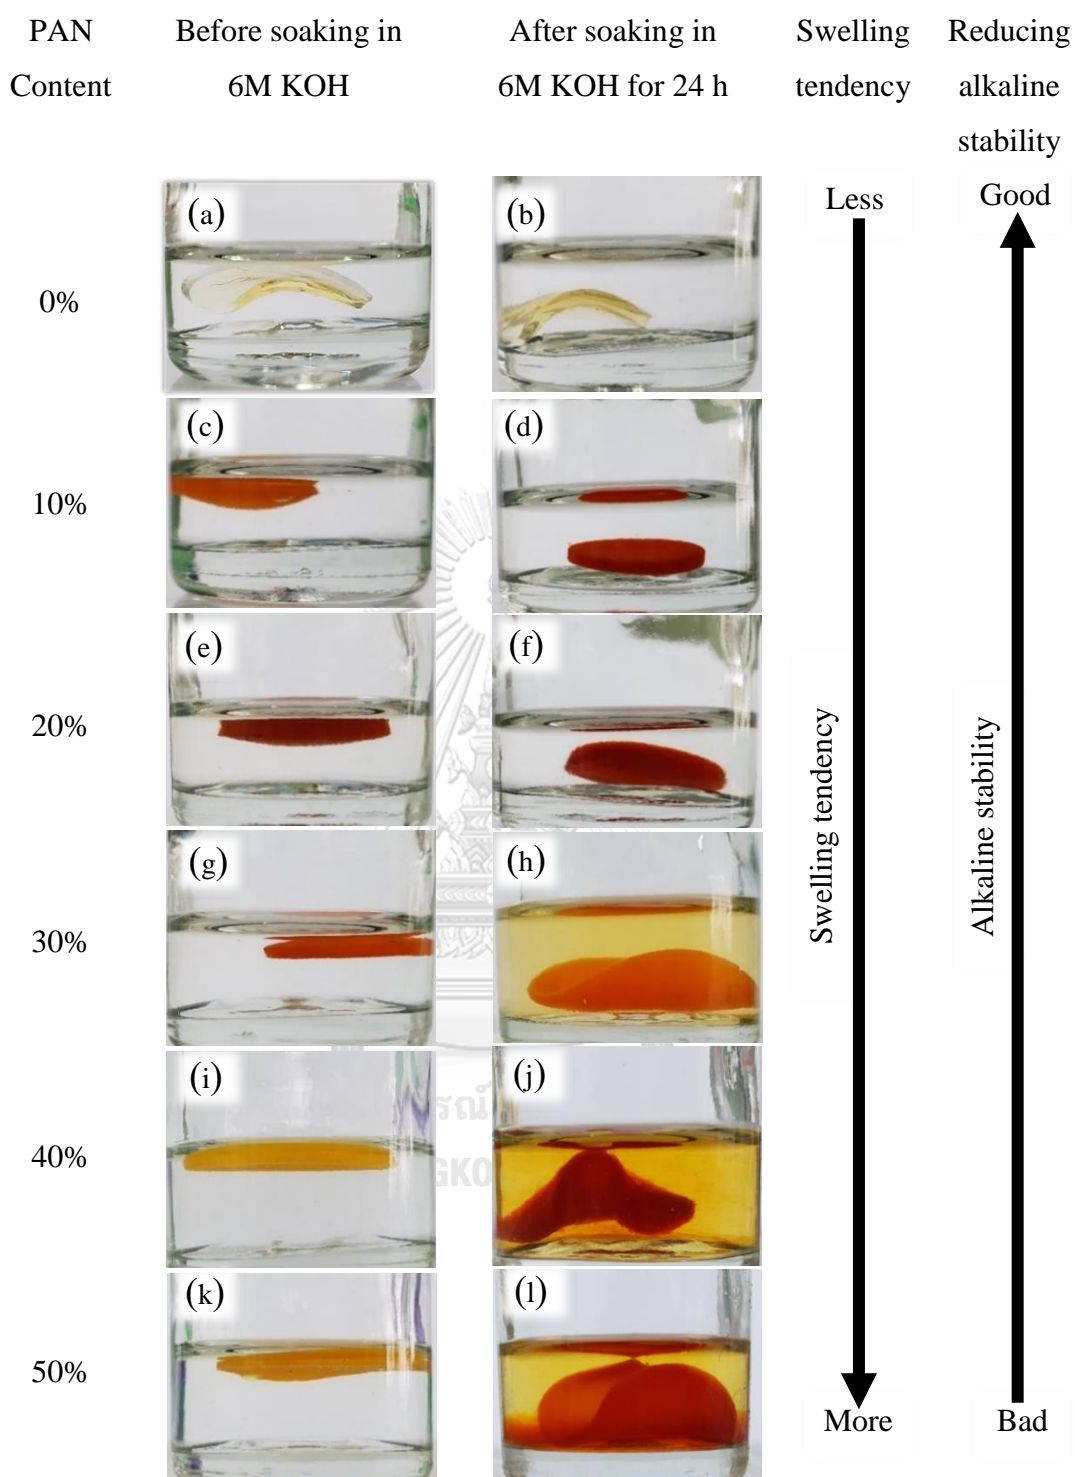 PAN Content
Before soaking in 6M KOH
After soaking in 6M KOH for 24 h
Swelling tendency
Reducing alkaline stability
Less
Good
0%
(a)
(b)
10%
(c)
(d)
20%
(e)
(f)
30%
(g)
(h)
Swelling tendency
Alkaline stability
40%
(i)
(j)
50%
(k)
(l)
More
Bad